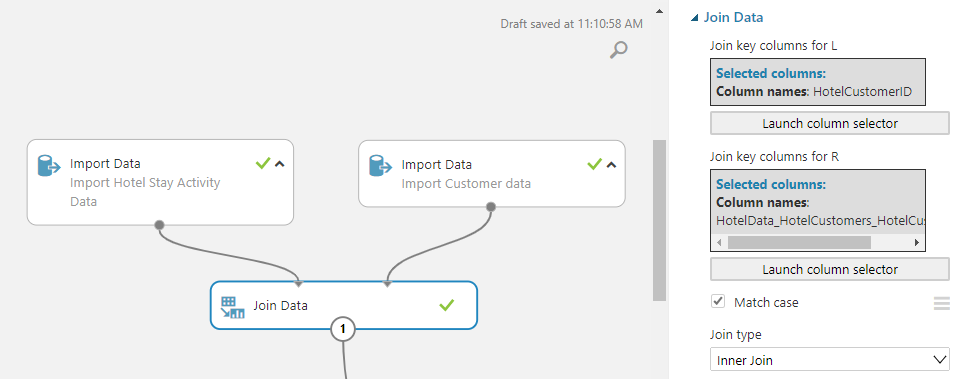 Draft saved at 11:10:58 AM
Import Data
Import Hotel Stay Activity
Data
Import Data
Import Customer data
Join Data
1
Join Data
Join key columns for L
Selected columns:
Column names: HotelCustomerID
Launch column selector
Join key columns for R
Selected columns:
Column names:
HotelData_HotelCustomers_HotelCus
Launch column selector
Match case
Join type
Inner Join